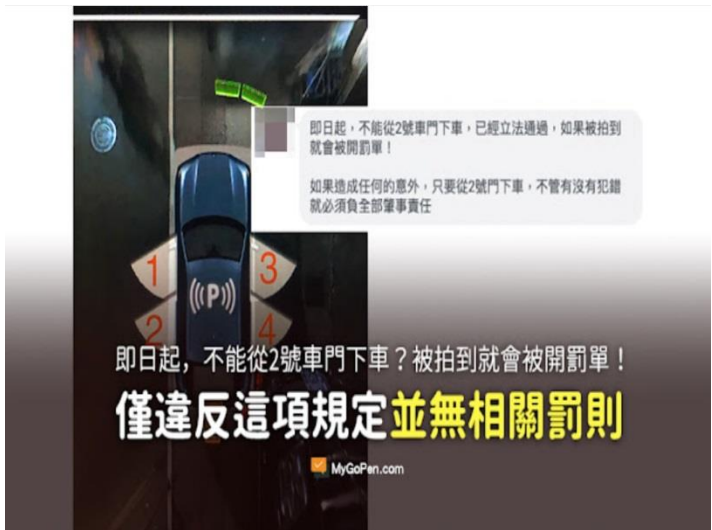 即日起，不能從2號車門下車，已經立法通過，如果被拍到
就會被開罰單！
如果造成任何的意外，只要從2號門下車，不管有沒有犯錯
就必須負全部肇事責任
1
3
((P))
2
4
即日起，不能從2號車門下車？被拍到就會被開罰單！
僅違反這項規定並無相關罰則
MyGoPen.com